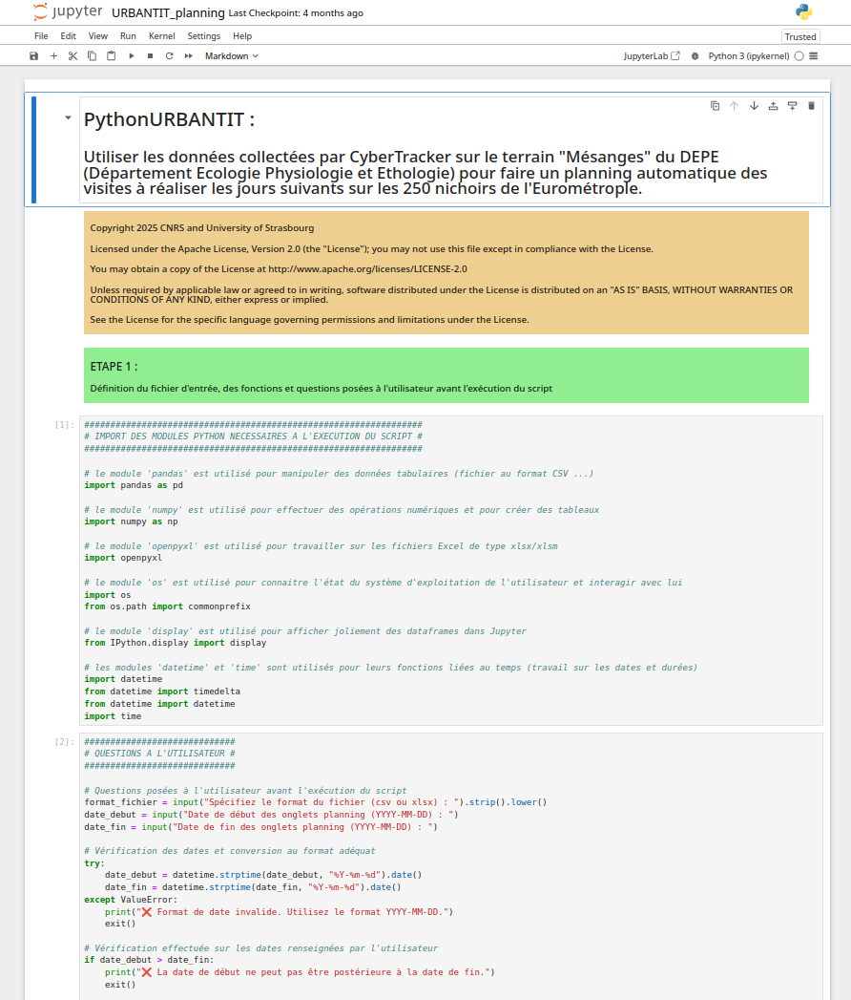 jupyter URBANTIT_planning Last Checkpoint: 4 months ago
File Edit View Run Kernel Settings Help Trusted
Markdown JupyterLab Python 3 (ipykernel)
PythonURBANTIT :
Utiliser les données collectées par CyberTracker sur le terrain "Mésanges" du DEPE
(Département Ecologie Physiologie et Ethologie) pour faire un planning automatique des
visites à réaliser les jours suivants sur les 250 nichoirs de l'Eurométrople.
Copyright 2025 CNRS and University of Strasbourg
Licensed under the Apache License, Version 2.0 (the "License"); you may not use this file except in compliance with the License.
You may obtain a copy of the License at http://www.apache.org/licenses/LICENSE-2.0
Unless required by applicable law or agreed to in writing, software distributed under the License is distributed on an "AS IS" BASIS, WITHOUT WARRANTIES OR
CONDITIONS OF ANY KIND, either express or implied.
See the License for the specific language governing permissions and limitations under the License.
ETAPE 1 :
Définition du fichier d'entrée, des fonctions et questions posées à l'utilisateur avant l'exécution du script
[1]: #################################################################
# IMPORT DES MODULES PYTHON NECESSAIRES A L'EXECUTION DU SCRIPT #
#################################################################
# le module 'pandas' est utilisé pour manipuler des données tabulaires (fichier au format CSV ...)
import pandas as pd
# le module 'numpy' est utilisé pour effectuer des opérations numériques et pour créer des tableaux
import numpy as np
# le module 'openpyxl' est utilisé pour travailler sur les fichiers Excel de type xlsx/xlsm
import openpyxl
# le module 'os' est utilisé pour connaitre l'état du système d'exploitation de l'utilisateur et interagir avec lui
import os
from os.path import commonprefix
# le module 'display' est utilisé pour afficher joliement des dataframes dans Jupyter
from IPython.display import display
# les modules 'datetime' et 'time' sont utilisés pour leurs fonctions liées au temps (travail sur les dates et durées)
import datetime
from datetime import timedelta
from datetime import datetime
import time
[2]: #############################
# QUESTIONS A L'UTILISATEUR #
#############################
# Questions posées à l'utilisateur avant l'exécution du script
format_fichier = input("Spécifiez le format du fichier (csv ou xlsx) : ").strip().lower()
date_debut = input("Date de début des onglets planning (YYYY-MM-DD) : ")
date_fin = input("Date de fin des onglets planning (YYYY-MM-DD) : ")
# Vérification des dates et conversion au format adéquat
try:
    date_debut = datetime.strptime(date_debut, "%Y-%m-%d").date()
    date_fin = datetime.strptime(date_fin, "%Y-%m-%d").date()
except ValueError:
    print("❌ Format de date invalide. Utilisez le format YYYY-MM-DD.")
    exit()
# Vérification effectuée sur les dates renseignées par l'utilisateur
if date_debut > date_fin:
    print("❌ La date de début ne peut pas être postérieure à la date de fin.")
    exit()